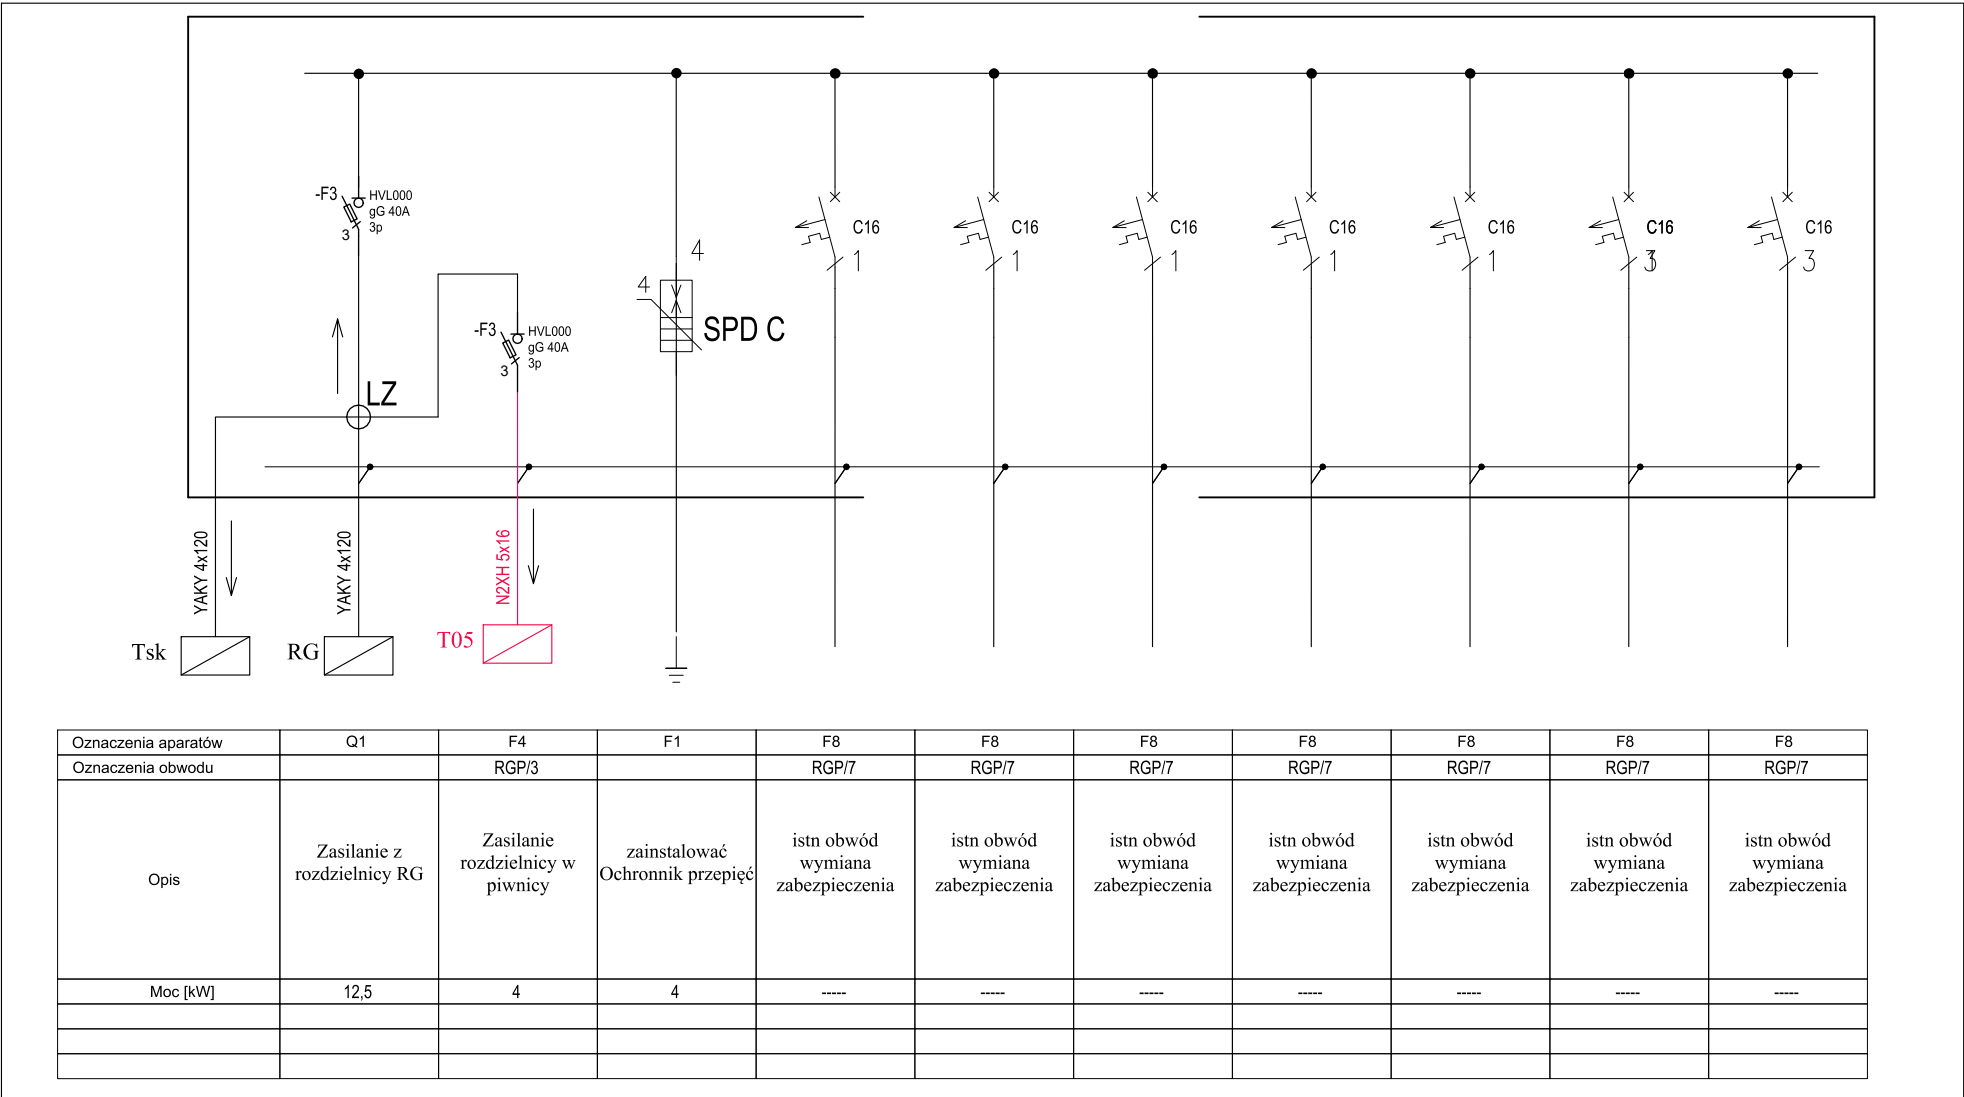 -F3
HVL000
gG 40A
3p
3
C16
1
C16
1
C16
1
C16
1
C16
1
C16
3
C16
3
4
4
SPD C
-F3
HVL000
gG 40A
3p
3
LZ
YAKY 4x120
YAKY 4x120
N2XH 5x16
Tsk
RG
T05
Oznaczenia aparatów Q1 F4 F1 F8 F8 F8 F8 F8 F8 F8
Oznaczenia obwodu RGP/3 RGP/7 RGP/7 RGP/7 RGP/7 RGP/7 RGP/7 RGP/7
Opis
Zasilanie z
rozdzielnicy RG
Zasilanie
rozdzielnicy w
piwnicy
zainstalować
Ochronnik przepięć
istn obwód
wymiana
zabezpieczenia
istn obwód
wymiana
zabezpieczenia
istn obwód
wymiana
zabezpieczenia
istn obwód
wymiana
zabezpieczenia
istn obwód
wymiana
zabezpieczenia
istn obwód
wymiana
zabezpieczenia
istn obwód
wymiana
zabezpieczenia
Moc [kW] 12,5 4 4 ----- ----- ----- ----- ----- ----- -----